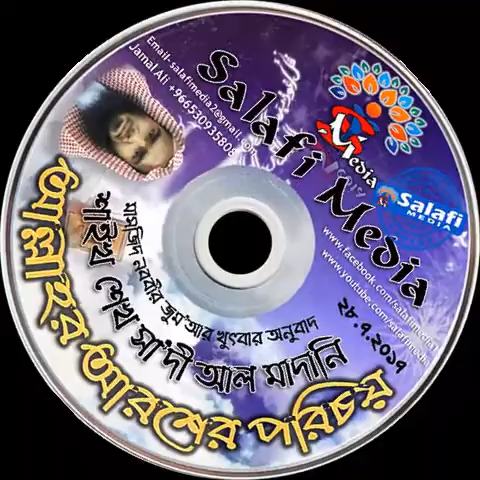 Salafi Media
Email- salafimedia2@gmail.com
Jamal Ali +966530935808
Media
Salafi
MEDIA
www.facebook.com/salafimedia
www.youtube.com/salafimedia
২৮.৭.২০১৭
মাসজিদ নববীর জুম'আর খুৎবার অনুবাদ
শাইখ শেখ সা'দী আল মাদানি
আল্লাহর আরশের পরিচয়